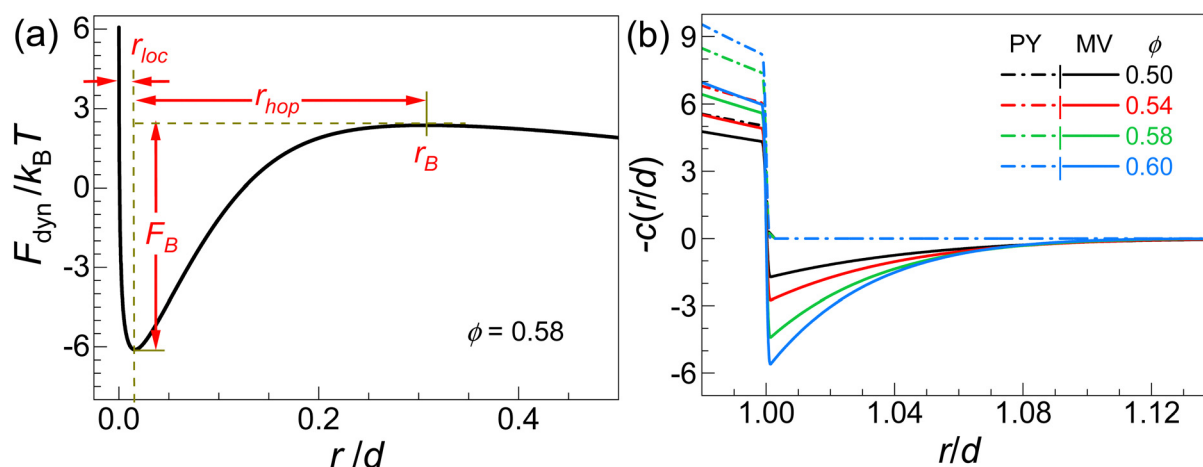 (a)
6
3
0
-3
-6
F_dyn /k_BT
r_loc
r_hop
r_B
F_B
ϕ = 0.58
0.0 0.2 0.4
r /d
(b)
9
6
3
0
-3
-6
-c(r/d)
PY MV ϕ
0.50
0.54
0.58
0.60
1.00 1.04 1.08 1.12
r/d